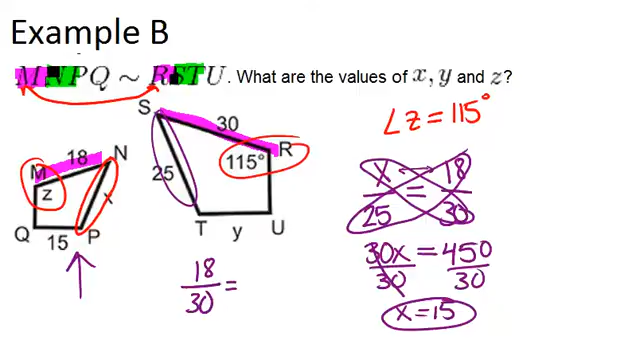 Example B
MNPQ ~ RSTU. What are the values of x, y and z?
∠z = 115°
S
30
R
115°
25
T
y
U
M
18
N
z
x
Q
15
P
x/25 = 18/30
30x/30 = 450/30
x = 15
18/30 =